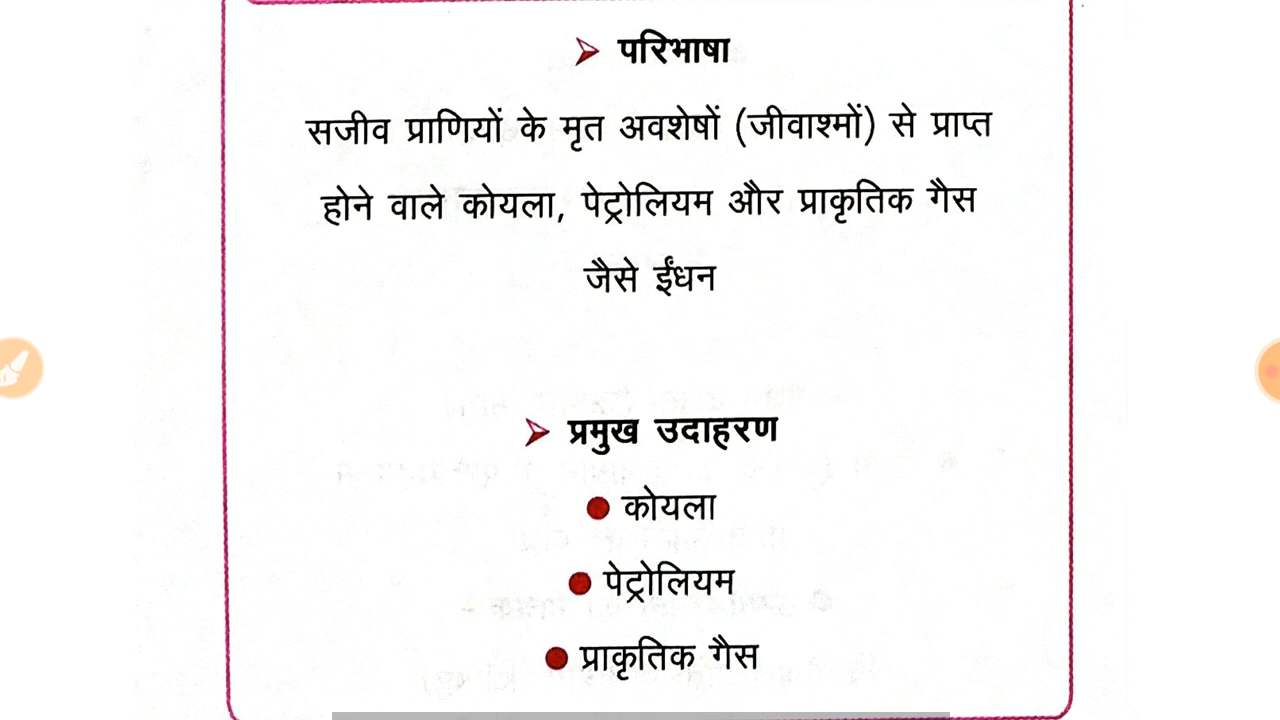 ➢ परिभाषा
सजीव प्राणियों के मृत अवशेषों (जीवाश्मों) से प्राप्त
होने वाले कोयला, पेट्रोलियम और प्राकृतिक गैस
जैसे ईंधन
➢ प्रमुख उदाहरण
● कोयला
● पेट्रोलियम
● प्राकृतिक गैस